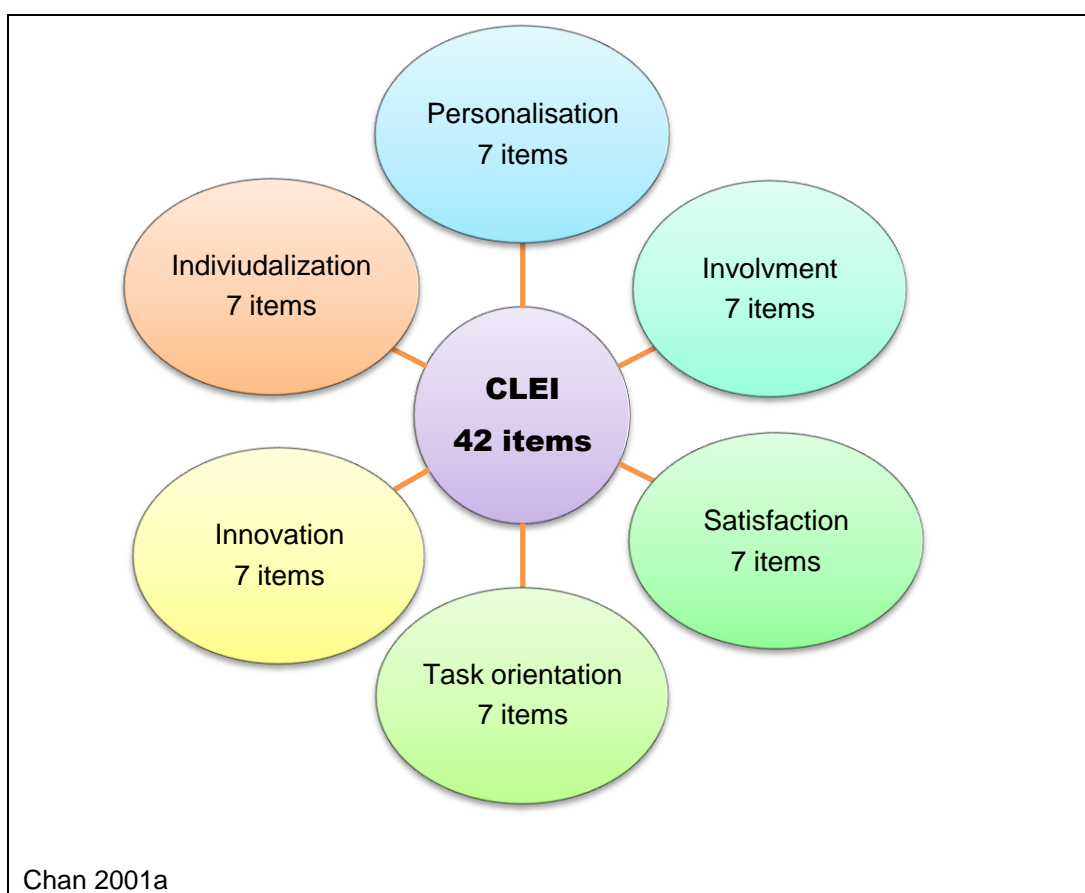 Personalisation
7 items
Indiviudalization
7 items
Involvment
7 items
CLEI
42 items
Innovation
7 items
Satisfaction
7 items
Task orientation
7 items
Chan 2001a